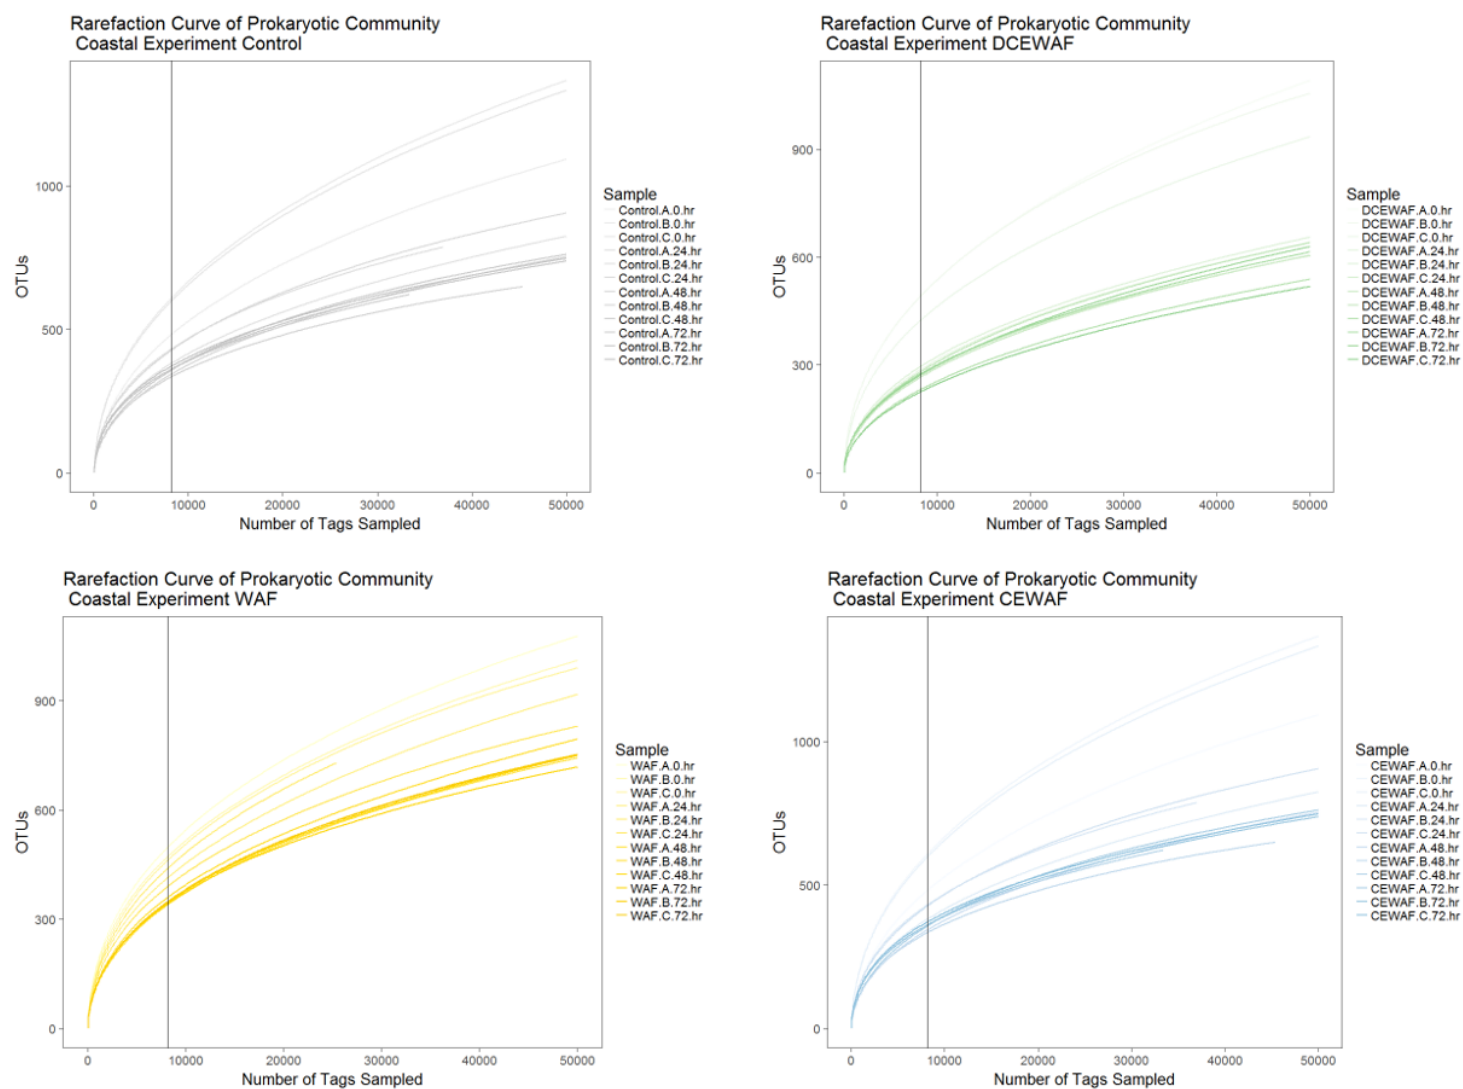 Rarefaction Curve of Prokaryotic Community
Coastal Experiment Control
1000
500
0
OTUs
0 10000 20000 30000 40000 50000
Number of Tags Sampled
Sample
Control.A.0.hr
Control.B.0.hr
Control.C.0.hr
Control.A.24.hr
Control.B.24.hr
Control.C.24.hr
Control.A.48.hr
Control.B.48.hr
Control.C.48.hr
Control.A.72.hr
Control.B.72.hr
Control.C.72.hr
Rarefaction Curve of Prokaryotic Community
Coastal Experiment DCEWAF
900
600
300
0
OTUs
0 10000 20000 30000 40000 50000
Number of Tags Sampled
Sample
DCEWAF.A.0.hr
DCEWAF.B.0.hr
DCEWAF.C.0.hr
DCEWAF.A.24.hr
DCEWAF.B.24.hr
DCEWAF.C.24.hr
DCEWAF.A.48.hr
DCEWAF.B.48.hr
DCEWAF.C.48.hr
DCEWAF.A.72.hr
DCEWAF.B.72.hr
DCEWAF.C.72.hr
Rarefaction Curve of Prokaryotic Community
Coastal Experiment WAF
900
600
300
0
OTUs
0 10000 20000 30000 40000 50000
Number of Tags Sampled
Sample
WAF.A.0.hr
WAF.B.0.hr
WAF.C.0.hr
WAF.A.24.hr
WAF.B.24.hr
WAF.C.24.hr
WAF.A.48.hr
WAF.B.48.hr
WAF.C.48.hr
WAF.A.72.hr
WAF.B.72.hr
WAF.C.72.hr
Rarefaction Curve of Prokaryotic Community
Coastal Experiment CEWAF
1000
500
0
OTUs
0 10000 20000 30000 40000 50000
Number of Tags Sampled
Sample
CEWAF.A.0.hr
CEWAF.B.0.hr
CEWAF.C.0.hr
CEWAF.A.24.hr
CEWAF.B.24.hr
CEWAF.C.24.hr
CEWAF.A.48.hr
CEWAF.B.48.hr
CEWAF.C.48.hr
CEWAF.A.72.hr
CEWAF.B.72.hr
CEWAF.C.72.hr